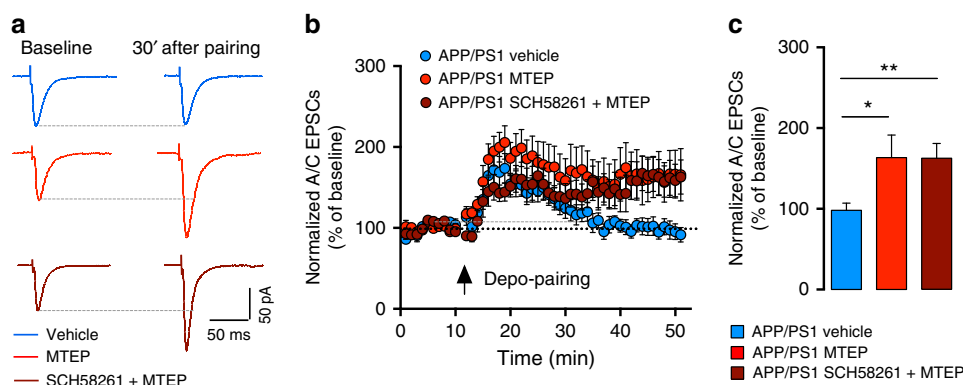 a
Baseline
30′ after pairing
50 pA
50 ms
Vehicle
MTEP
SCH58261 + MTEP
b
APP/PS1 vehicle
APP/PS1 MTEP
APP/PS1 SCH58261 + MTEP
Normalized A/C EPSCs
(% of baseline)
300
200
100
0
Depo-pairing
0 10 20 30 40 50
Time (min)
c
Normalized A/C EPSCs
(% of baseline)
300
200
100
0
**
*
APP/PS1 vehicle
APP/PS1 MTEP
APP/PS1 SCH58261 + MTEP